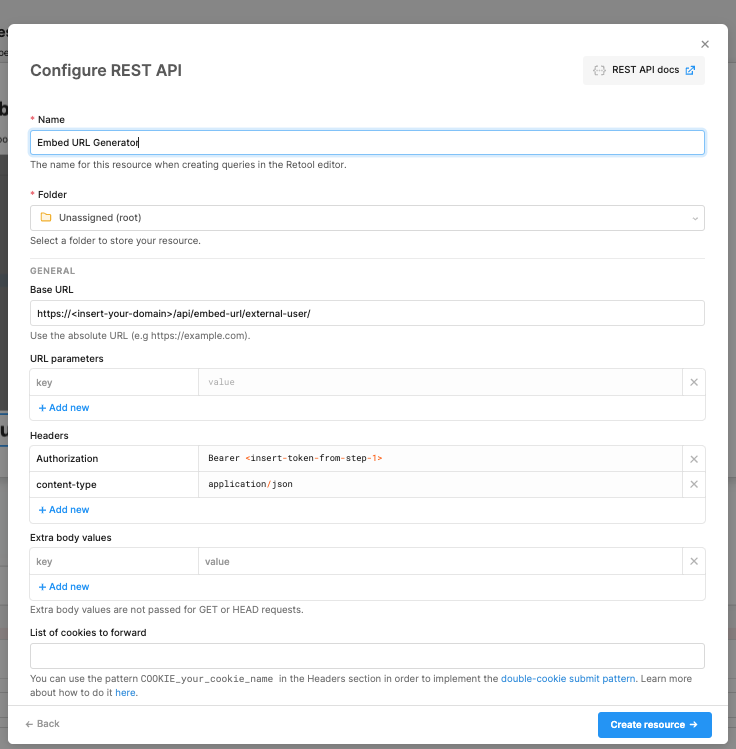 Configure REST API
REST API docs
* Name
Embed URL Generator
The name for this resource when creating queries in the Retool editor.
* Folder
Unassigned (root)
Select a folder to store your resource.
GENERAL
Base URL
https://<insert-your-domain>/api/embed-url/external-user/
Use the absolute URL (e.g https://example.com).
URL parameters
key value
+ Add new
Headers
Authorization Bearer <insert-token-from-step-1>
content-type application/json
+ Add new
Extra body values
key value
+ Add new
Extra body values are not passed for GET or HEAD requests.
List of cookies to forward
You can use the pattern COOKIE_your_cookie_name in the Headers section in order to implement the double-cookie submit pattern. Learn more
about how to do it here.
← Back
Create resource →